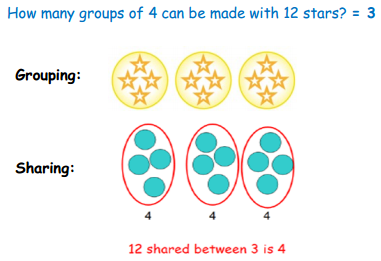 How many groups of 4 can be made with 12 stars? = 3
Grouping:
Sharing:
4 4 4
12 shared between 3 is 4